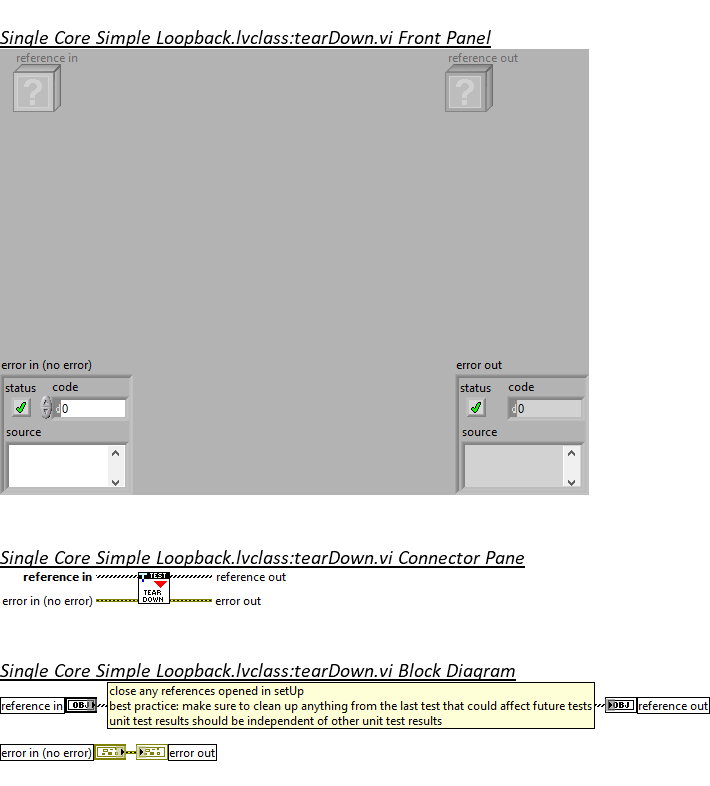 Single Core Simple Loopback.lvclass:tearDown.vi Front Panel
reference in
reference out
?
?
error in (no error)
error out
status code
status code
d0
d0
source
source
Single Core Simple Loopback.lvclass:tearDown.vi Connector Pane
reference in
TEST
reference out
TEAR
DOWN
error in (no error)
error out
Single Core Simple Loopback.lvclass:tearDown.vi Block Diagram
close any references opened in setUp
reference in
OBJ
best practice: make sure to clean up anything from the last test that could affect future tests
OBJ
reference out
unit test results should be independent of other unit test results
error in (no error)
error out